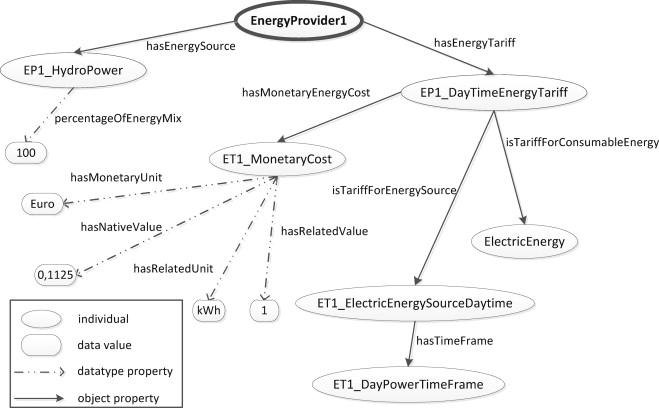 EnergyProvider1
hasEnergySource
hasEnergyTariff
EP1_HydroPower
hasMonetaryEnergyCost
EP1_DayTimeEnergyTariff
percentageOfEnergyMix
100
isTariffForConsumableEnergy
ET1_MonetaryCost
hasMonetaryUnit
isTariffForEnergySource
Euro
hasNativeValue
hasRelatedValue
ElectricEnergy
hasRelatedUnit
0,1125
kWh
1
ET1_ElectricEnergySourceDaytime
hasTimeFrame
ET1_DayPowerTimeFrame
individual
data value
datatype property
object property